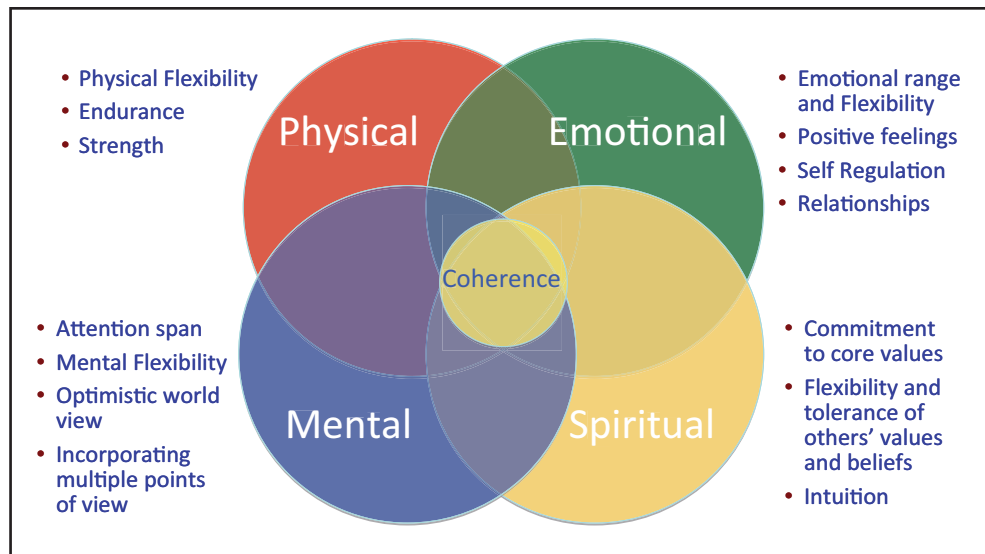 • Physical Flexibility
• Endurance
• Strength
Physical
Emotional
• Emotional range
and Flexibility
• Positive feelings
• Self Regulation
• Relationships
Coherence
• Attention span
• Mental Flexibility
• Optimistic world
view
• Incorporating
multiple points
of view
Mental
Spiritual
• Commitment
to core values
• Flexibility and
tolerance of
others’ values
and beliefs
• Intuition